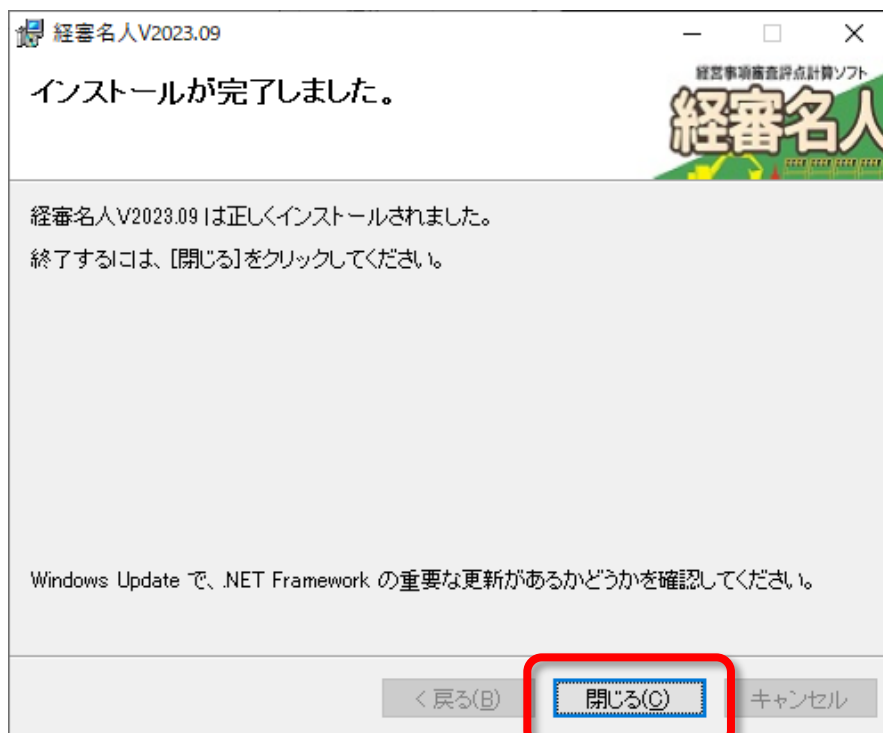 経審名人V2023.09
インストールが完了しました。
経営事項審査評点計算ソフト
経審名人
経審名人V2023.09 は正しくインストールされました。
終了するには、[閉じる]をクリックしてください。
Windows Update で、.NET Framework の重要な更新があるかどうかを確認してください。
< 戻る(B)
閉じる(C)
キャンセル